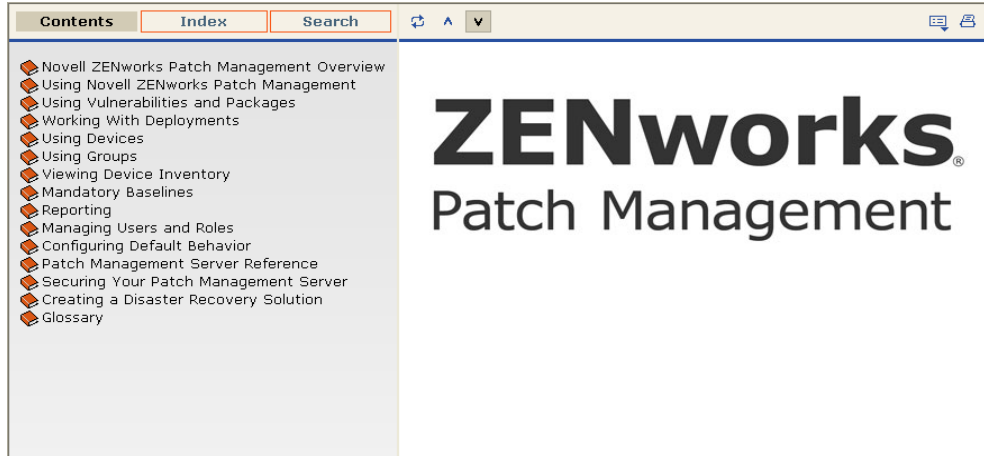 Contents Index Search
Novell ZENworks Patch Management Overview
Using Novell ZENworks Patch Management
Using Vulnerabilities and Packages
Working With Deployments
Using Devices
Using Groups
Viewing Device Inventory
Mandatory Baselines
Reporting
Managing Users and Roles
Configuring Default Behavior
Patch Management Server Reference
Securing Your Patch Management Server
Creating a Disaster Recovery Solution
Glossary
ZENworks®
Patch Management